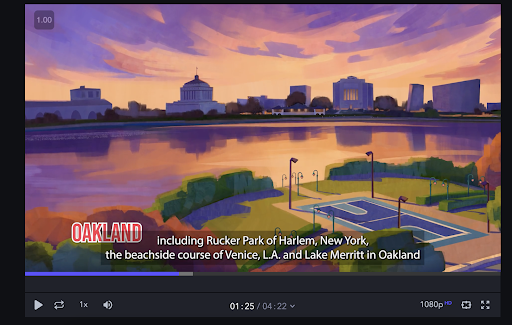 1.00
OAKLAND
including Rucker Park of Harlem, New York,
the beachside course of Venice, L.A. and Lake Merritt in Oakland
1x
01:25 / 04:22
1080p HD